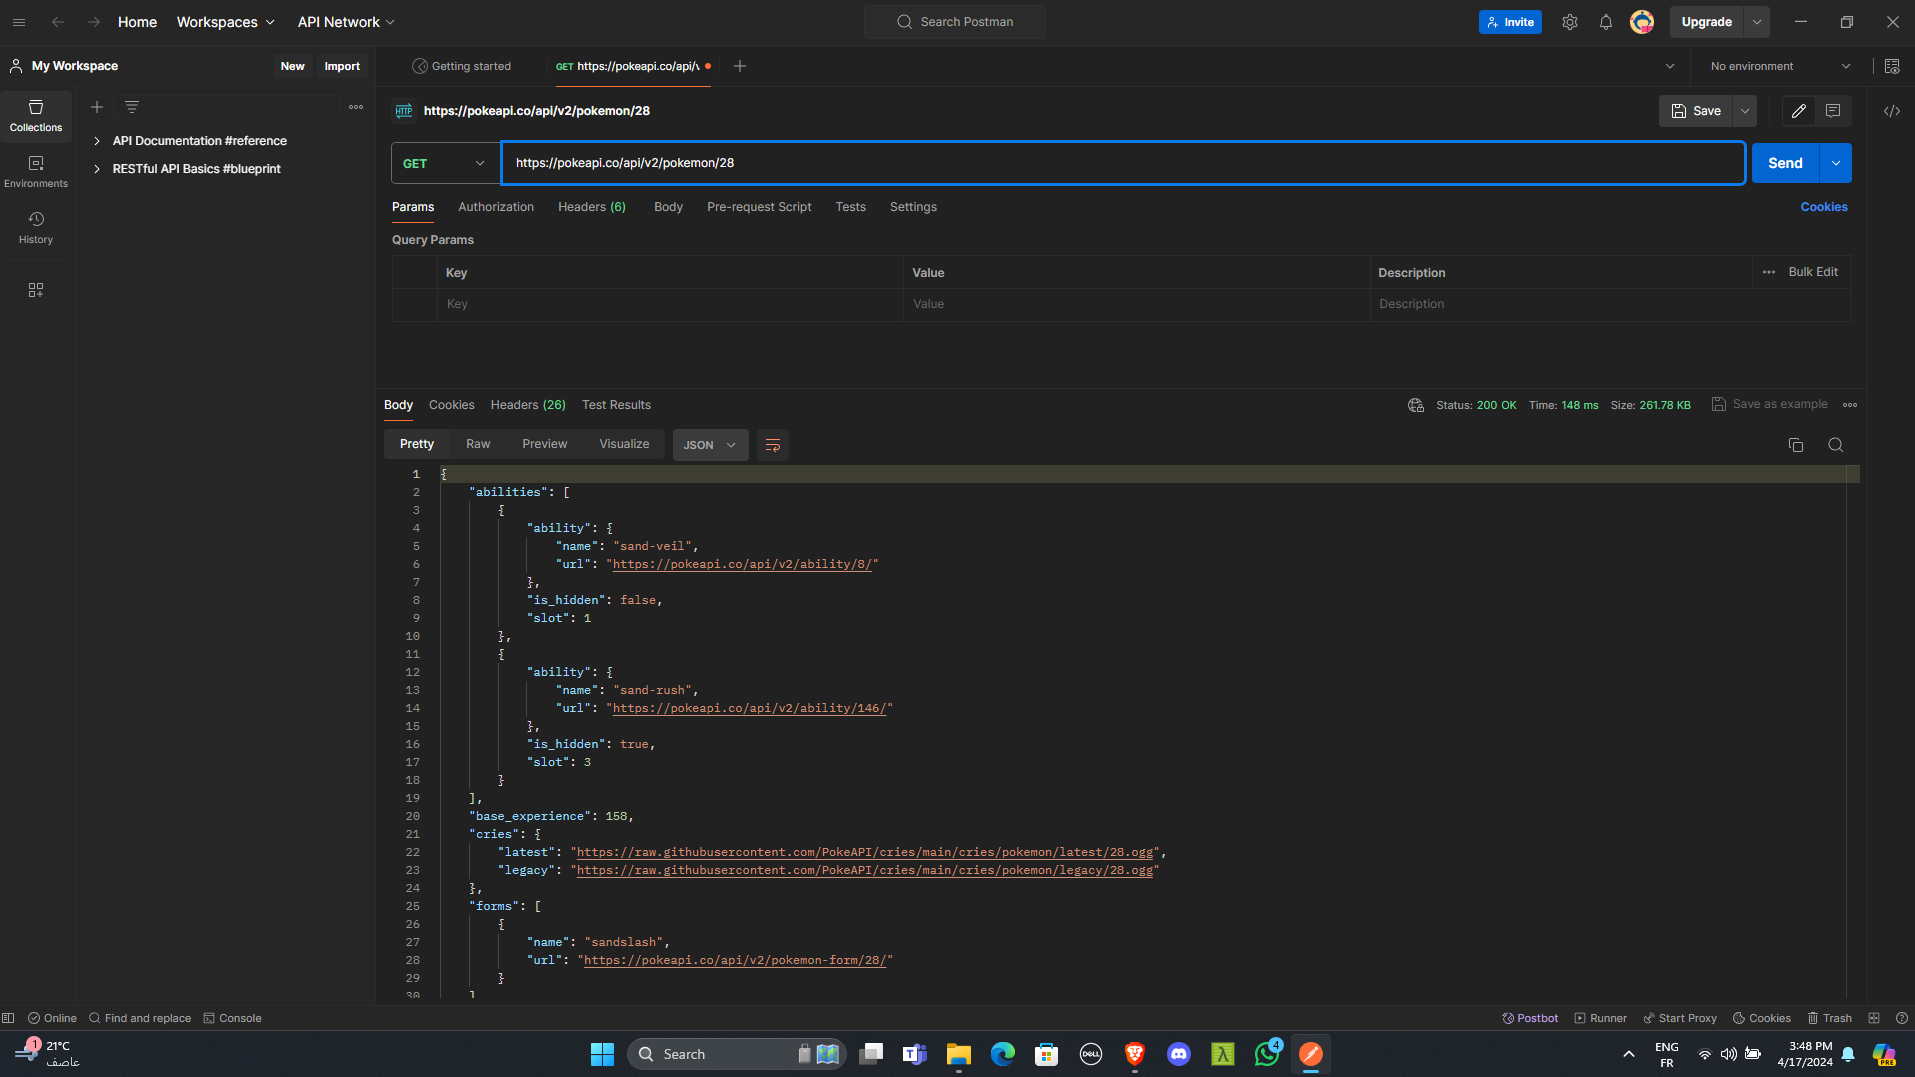 Home Workspaces API Network Search Postman Invite Upgrade
My Workspace New Import Getting started GET https://pokeapi.co/api/v No environment
Collections
Environments
History
API Documentation #reference
RESTful API Basics #blueprint
HTTP https://pokeapi.co/api/v2/pokemon/28 Save
GET https://pokeapi.co/api/v2/pokemon/28 Send
Params Authorization Headers (6) Body Pre-request Script Tests Settings Cookies
Query Params
Key Value Description Bulk Edit
Key Value Description
Body Cookies Headers (26) Test Results Status: 200 OK Time: 148 ms Size: 261.78 KB Save as example
Pretty Raw Preview Visualize JSON
1 {
2 "abilities": [
3 {
4 "ability": {
5 "name": "sand-veil",
6 "url": "https://pokeapi.co/api/v2/ability/8/"
7 },
8 "is_hidden": false,
9 "slot": 1
10 },
11 {
12 "ability": {
13 "name": "sand-rush",
14 "url": "https://pokeapi.co/api/v2/ability/146/"
15 },
16 "is_hidden": true,
17 "slot": 3
18 }
19 ],
20 "base_experience": 158,
21 "cries": {
22 "latest": "https://raw.githubusercontent.com/PokeAPI/cries/main/cries/pokemon/latest/28.ogg",
23 "legacy": "https://raw.githubusercontent.com/PokeAPI/cries/main/cries/pokemon/legacy/28.ogg"
24 },
25 "forms": [
26 {
27 "name": "sandslash",
28 "url": "https://pokeapi.co/api/v2/pokemon-form/28/"
29 }
30 ]
Online Find and replace Console Postbot Runner Start Proxy Cookies Trash
1 21°C
عاصف
Search DELL 4 PRE
ENG
FR
3:48 PM
4/17/2024